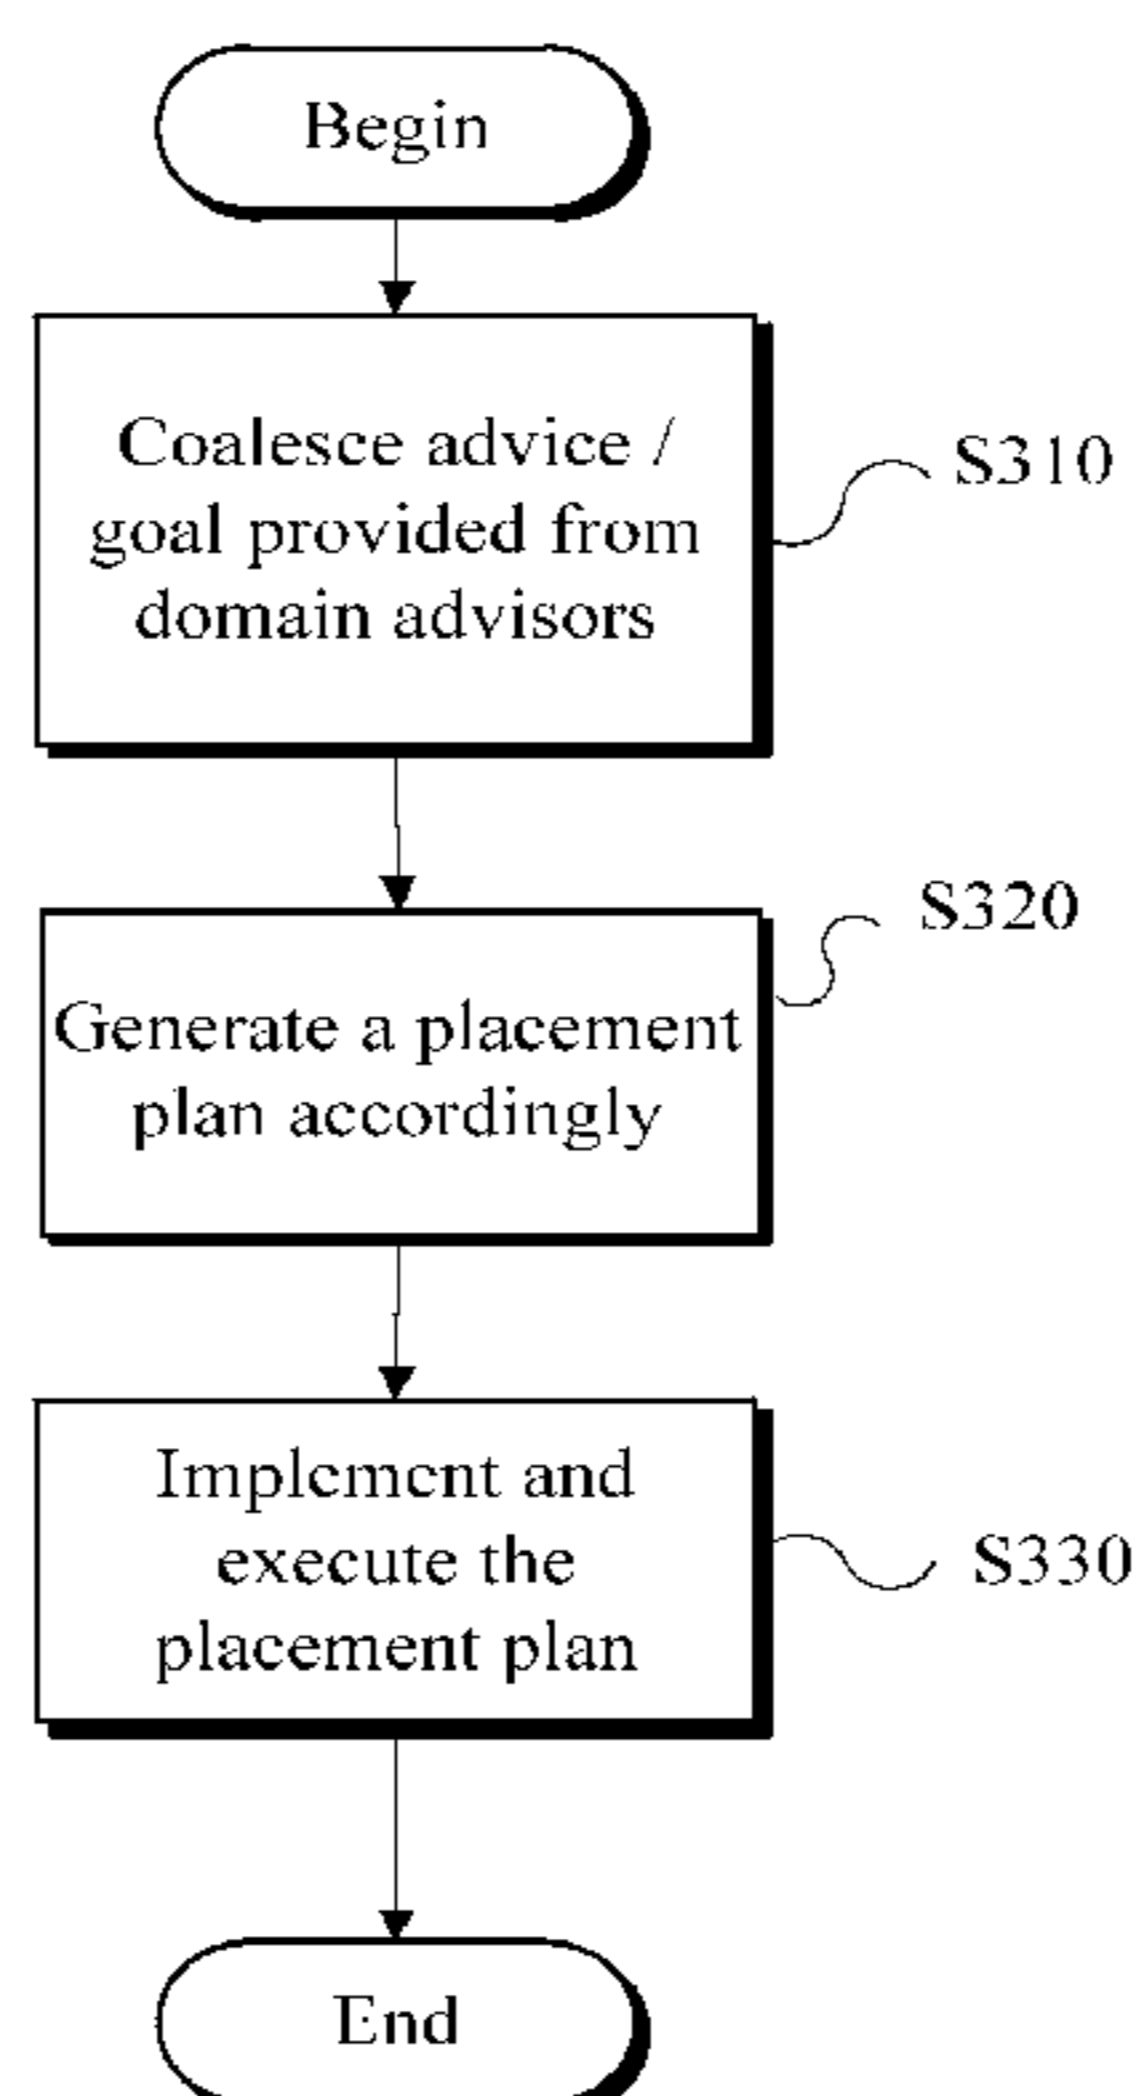 Begin
Coalesce advice /
goal provided from
domain advisors
S310
S320
Generate a placement
plan accordingly
Implement and
execute the
placement plan
S330
End